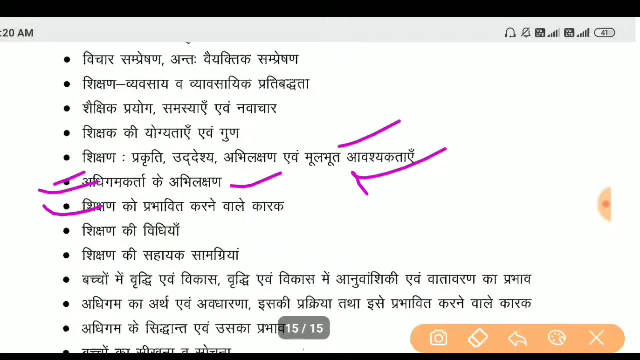 :20 AM
41
विचार सम्प्रेषण, अन्तः वैयक्तिक सम्प्रेषण
शिक्षण-व्यवसाय व व्यावसायिक प्रतिबद्धता
शैक्षिक प्रयोग, समस्याएँ एवं नवाचार
शिक्षक की योग्यताएँ एवं गुण
शिक्षण : प्रकृति, उद्देश्य, अभिलक्षण एवं मूलभूत आवश्यकताएँ
अधिगमकर्ता के अभिलक्षण
शिक्षण को प्रभावित करने वाले कारक
शिक्षण की विधियाँ
शिक्षण की सहायक सामग्रियां
बच्चों में वृद्धि एवं विकास, वृद्धि एवं विकास में आनुवांशिकी एवं वातावरण का प्रभाव
अधिगम का अर्थ एवं अवधारणा, इसकी प्रक्रिया तथा इसे प्रभावित करने वाले कारक
अधिगम के सिद्धान्त एवं उसका प्रभाव 15 / 15
बच्चों का सीखना व सोचना